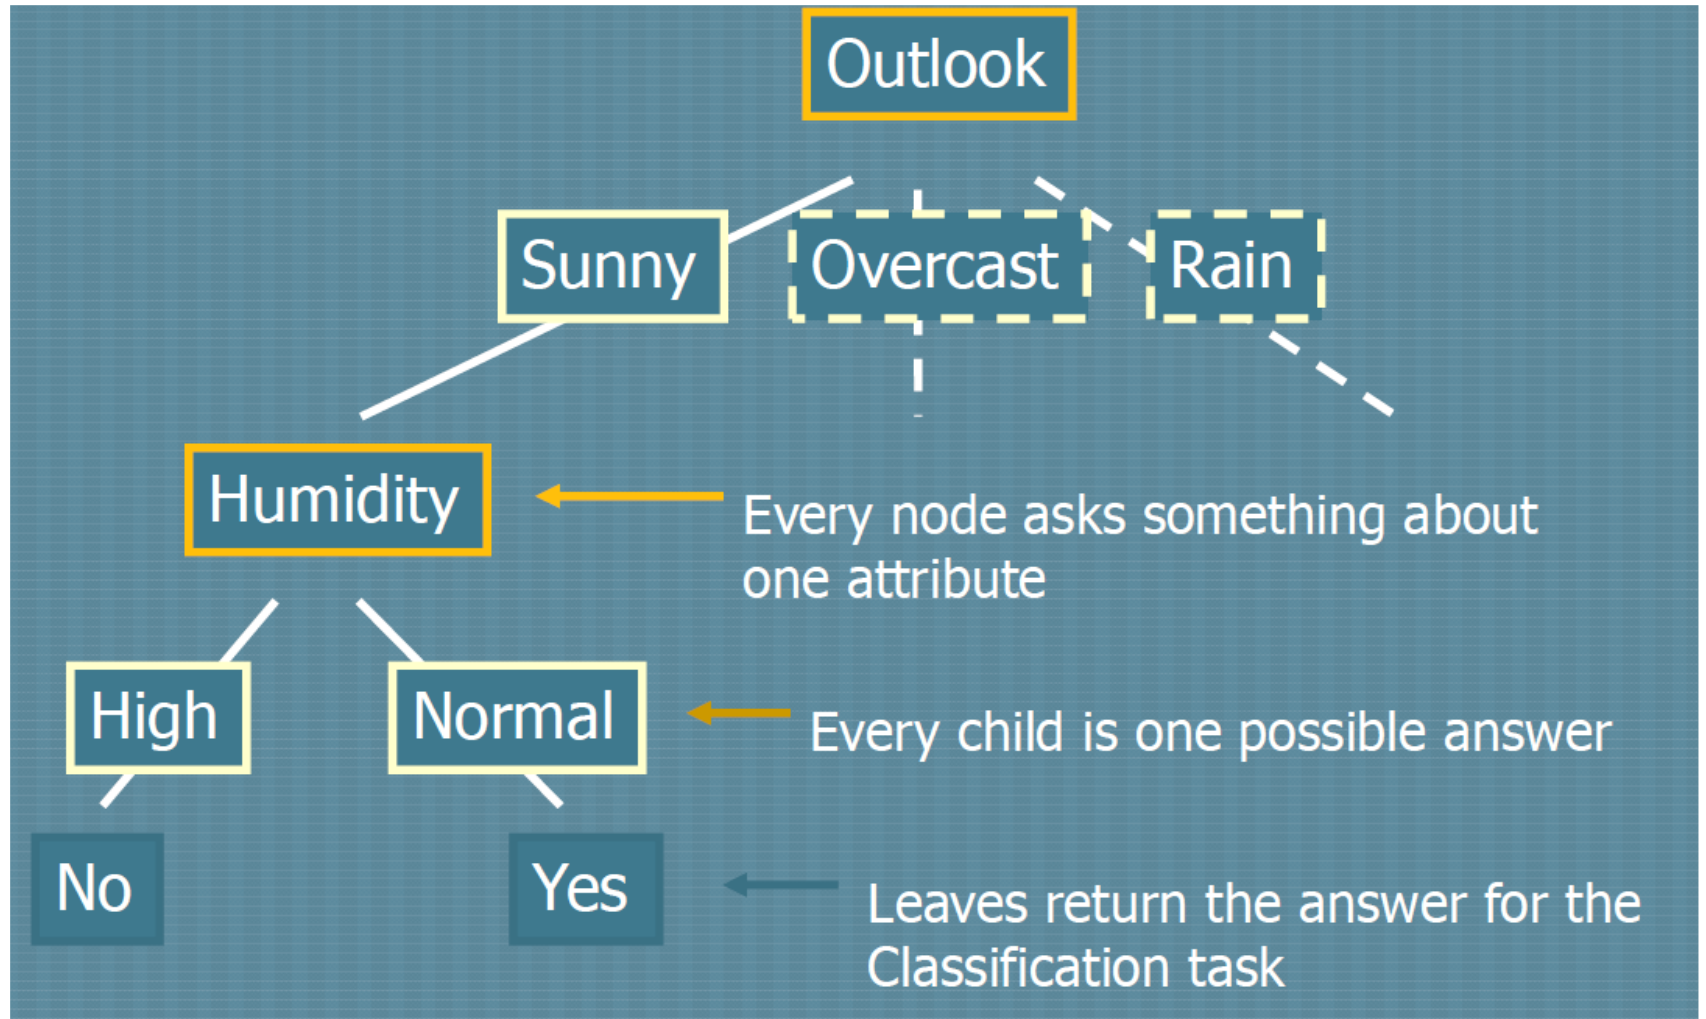 Outlook
Sunny
Overcast
Rain
Humidity
Every node asks something about
one attribute
High
Normal
Every child is one possible answer
No
Yes
Leaves return the answer for the
Classification task